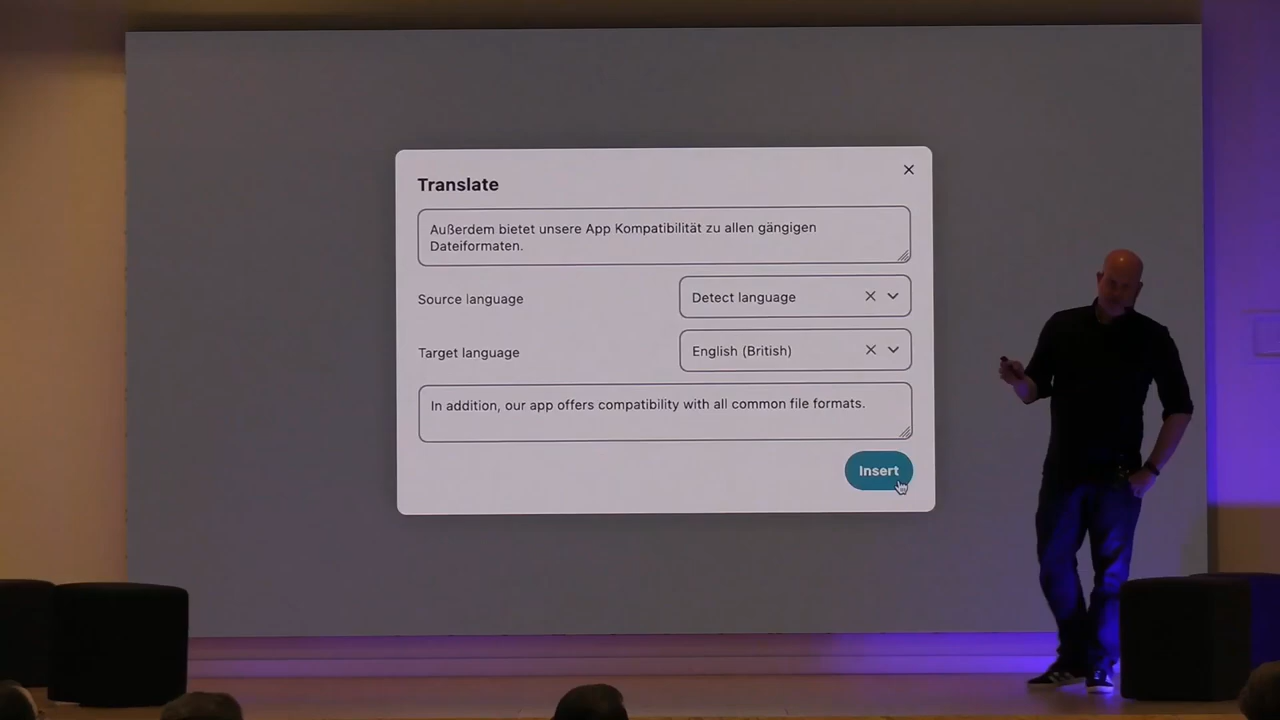 Translate
Außerdem bietet unsere App Kompatibilität zu allen gängigen
Dateiformaten.
Source language
Detect language
Target language
English (British)
In addition, our app offers compatibility with all common file formats.
Insert